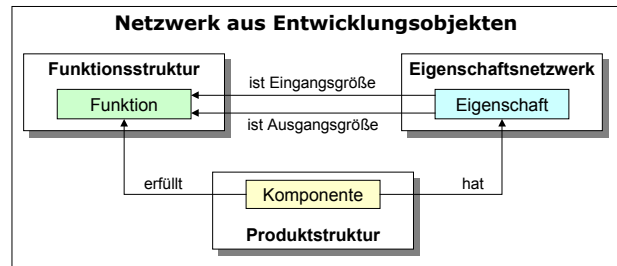 Netzwerk aus Entwicklungsobjekten
Funktionsstruktur
Eigenschaftsnetzwerk
ist Eingangsgröße
Funktion
Eigenschaft
ist Ausgangsgröße
erfüllt
Komponente
hat
Produktstruktur